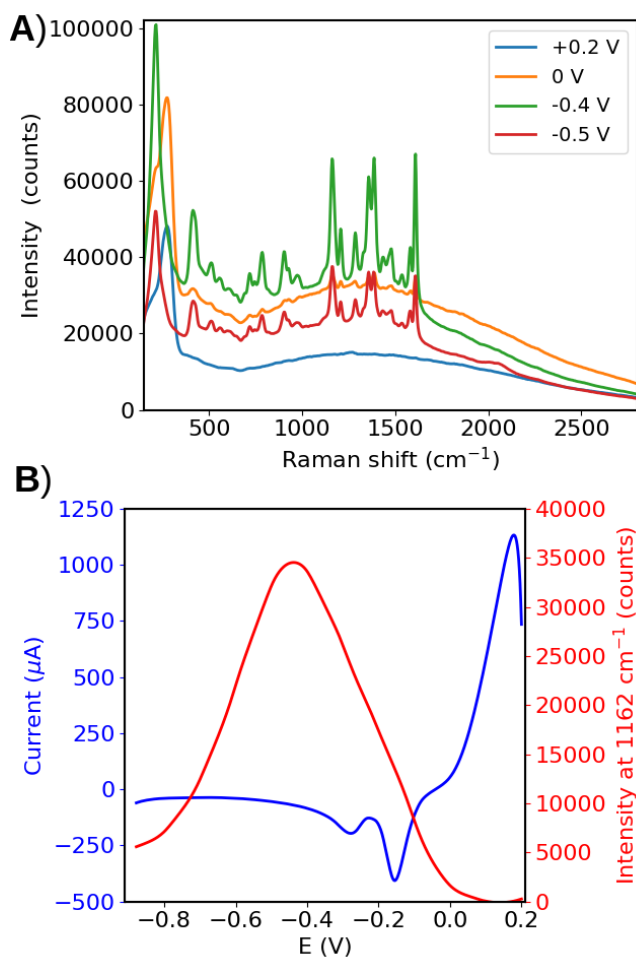 A)
100000
80000
60000
40000
20000
0
Intensity (counts)
+0.2 V
0 V
-0.4 V
-0.5 V
500 1000 1500 2000 2500
Raman shift (cm⁻¹)
B)
1250
1000
750
500
250
0
−250
−500
Current (μA)
40000
35000
30000
25000
20000
15000
10000
5000
0
Intensity at 1162 cm⁻¹ (counts)
−0.8 −0.6 −0.4 −0.2 0.0 0.2
E (V)